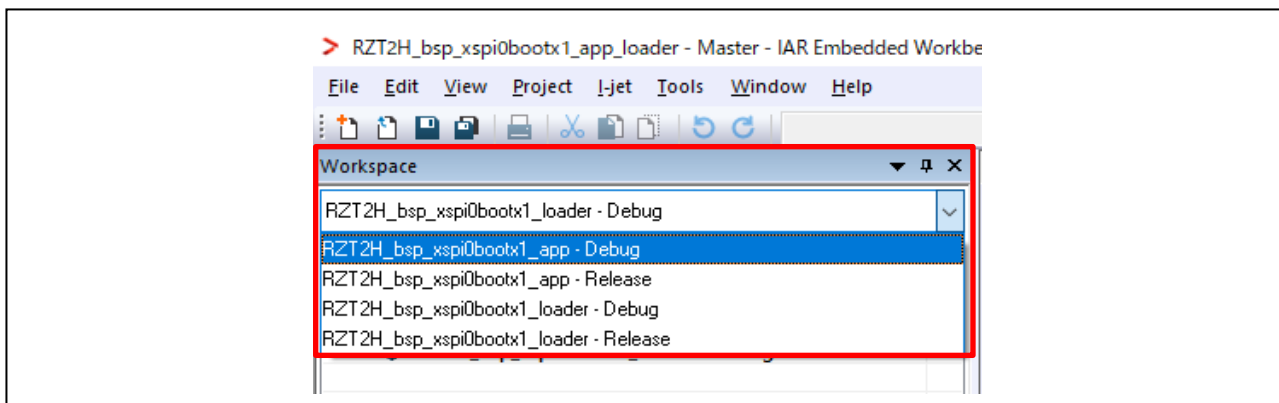 RZT2H_bsp_xspi0bootx1_app_loader - Master - IAR Embedded Workbe
File Edit View Project I-jet Tools Window Help
Workspace
RZT2H_bsp_xspi0bootx1_loader - Debug
RZT2H_bsp_xspi0bootx1_app - Debug
RZT2H_bsp_xspi0bootx1_app - Release
RZT2H_bsp_xspi0bootx1_loader - Debug
RZT2H_bsp_xspi0bootx1_loader - Release